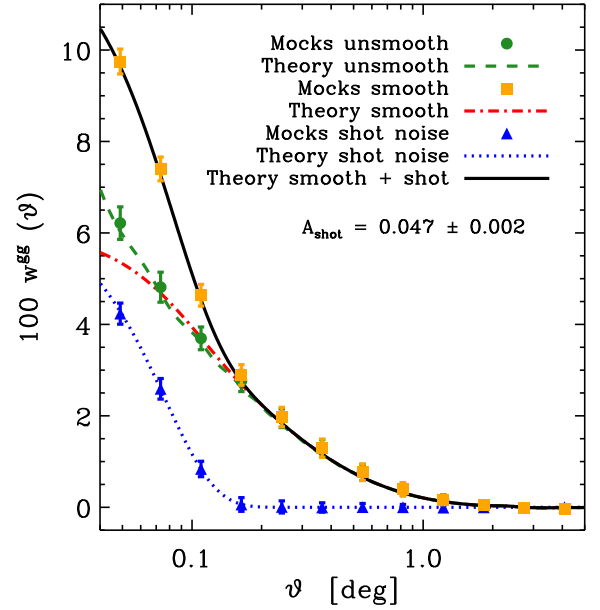 10
8
6
4
2
0
100 w^gg (ϑ)
Mocks unsmooth
Theory unsmooth
Mocks smooth
Theory smooth
Mocks shot noise
Theory shot noise
Theory smooth + shot
A_shot = 0.047 ± 0.002
0.1 1.0
ϑ [deg]